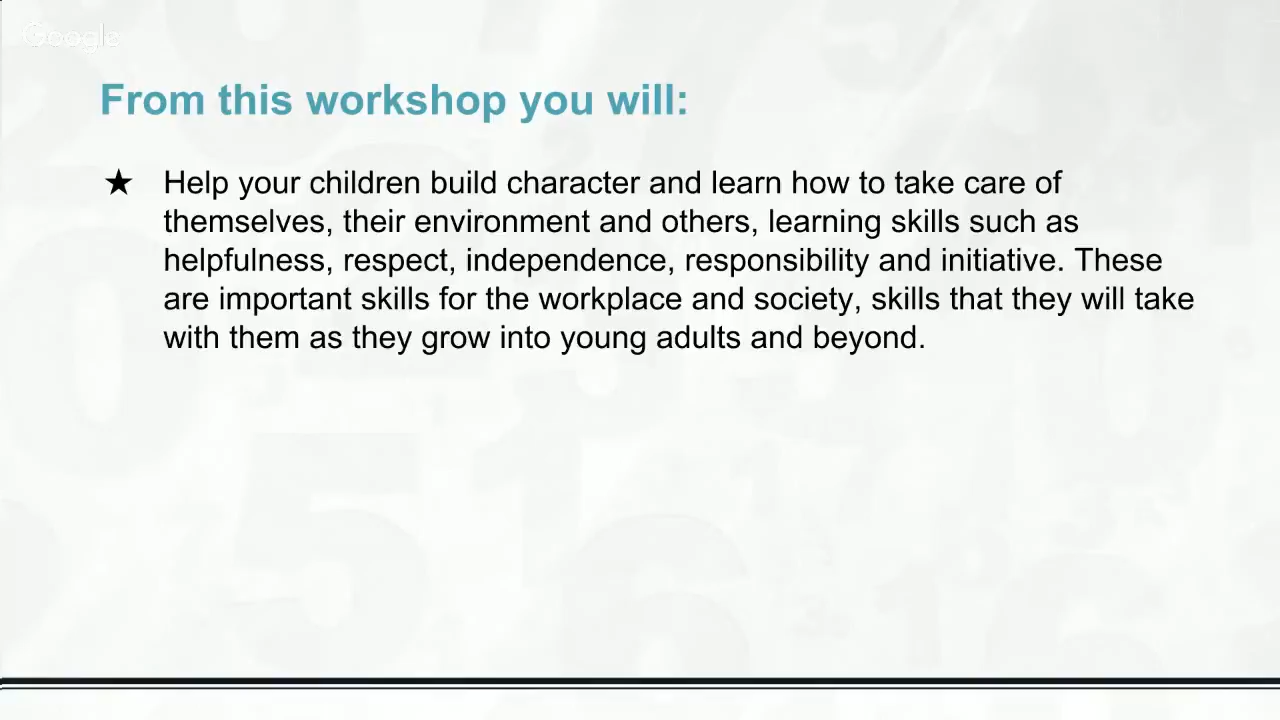 Google
From this workshop you will:
★ Help your children build character and learn how to take care of
themselves, their environment and others, learning skills such as
helpfulness, respect, independence, responsibility and initiative. These
are important skills for the workplace and society, skills that they will take
with them as they grow into young adults and beyond.